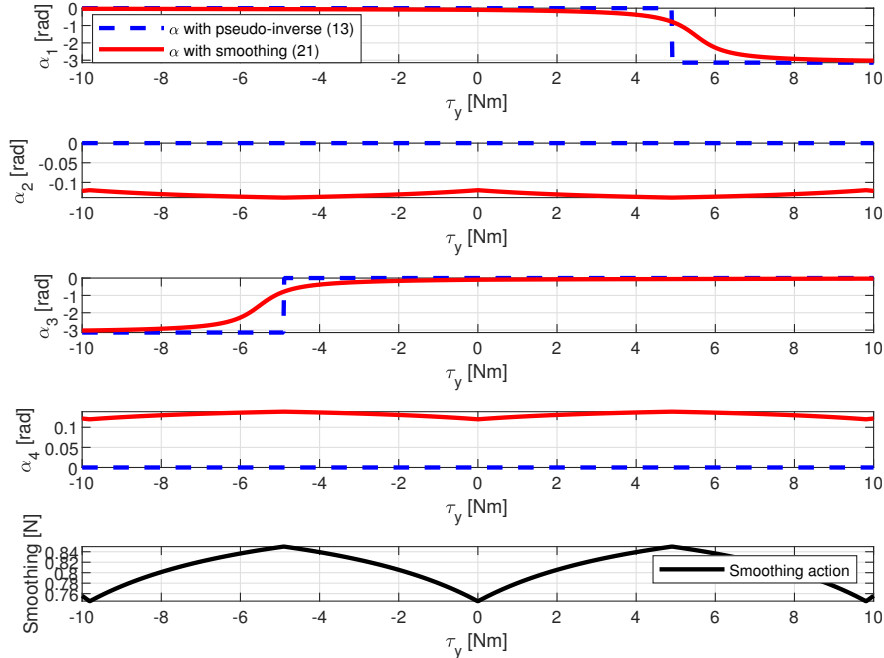 α₁ [rad]
0
-1
-2
-3
α with pseudo-inverse (13)
α with smoothing (21)
-10 -8 -6 -4 -2 0 2 4 6 8 10
τ_y [Nm]
α₂ [rad]
0
-0.05
-0.1
-10 -8 -6 -4 -2 0 2 4 6 8 10
τ_y [Nm]
α₃ [rad]
0
-1
-2
-3
-10 -8 -6 -4 -2 0 2 4 6 8 10
τ_y [Nm]
α₄ [rad]
0.1
0.05
0
-10 -8 -6 -4 -2 0 2 4 6 8 10
τ_y [Nm]
Smoothing [N]
0.84
0.82
0.8
0.78
0.76
Smoothing action
-10 -8 -6 -4 -2 0 2 4 6 8 10
τ_y [Nm]